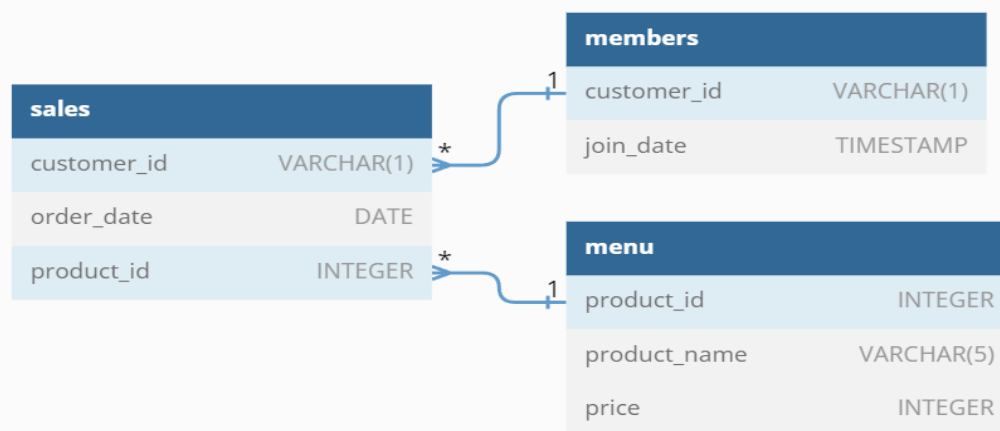 sales
customer_id VARCHAR(1)
order_date DATE
product_id INTEGER
*
1
*
1
members
customer_id VARCHAR(1)
join_date TIMESTAMP
menu
product_id INTEGER
product_name VARCHAR(5)
price INTEGER